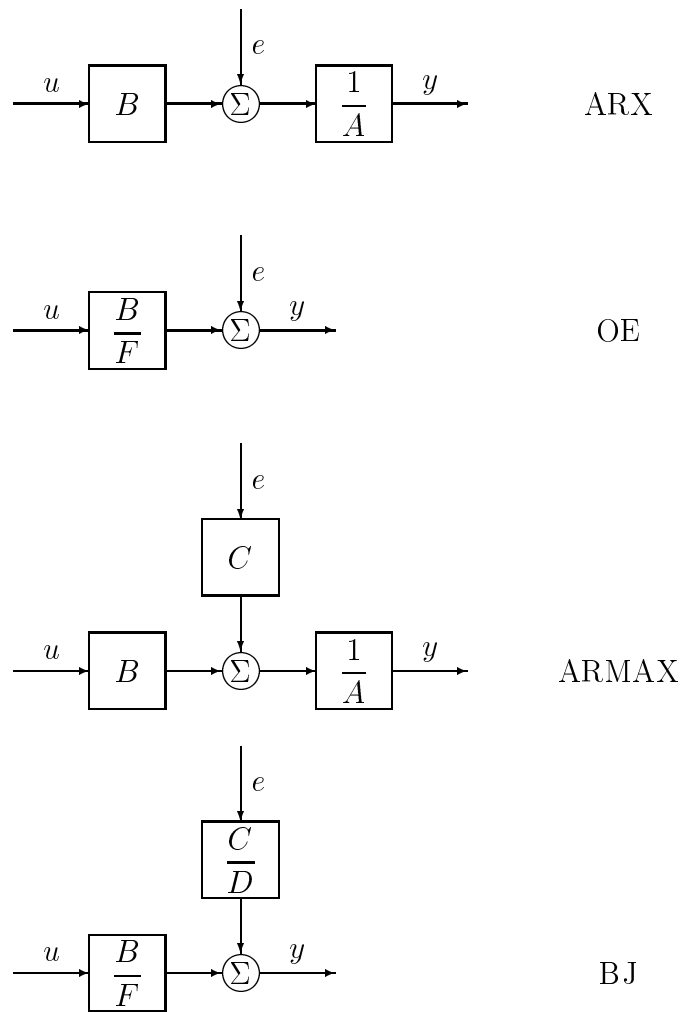 e
u B Σ 1/A y ARX
e
u B/F Σ y OE
e
C
u B Σ 1/A y ARMAX
e
C/D
u B/F Σ y BJ